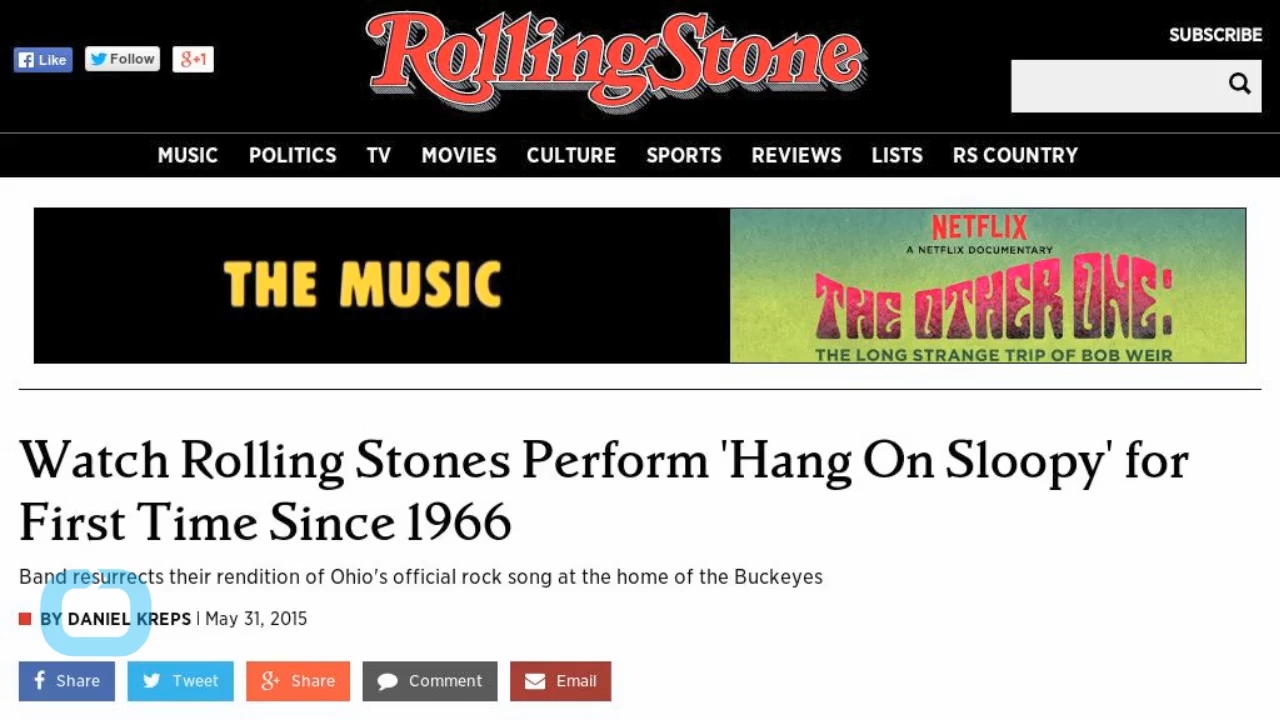 Like
Follow
g+1
RollingStone
SUBSCRIBE
MUSIC POLITICS TV MOVIES CULTURE SPORTS REVIEWS LISTS RS COUNTRY
THE MUSIC
NETFLIX
A NETFLIX DOCUMENTARY
THE OTHER ONE:
THE LONG STRANGE TRIP OF BOB WEIR
Watch Rolling Stones Perform 'Hang On Sloopy' for
First Time Since 1966
Band resurrects their rendition of Ohio's official rock song at the home of the Buckeyes
BY DANIEL KREPS | May 31, 2015
Share Tweet g+ Share Comment Email